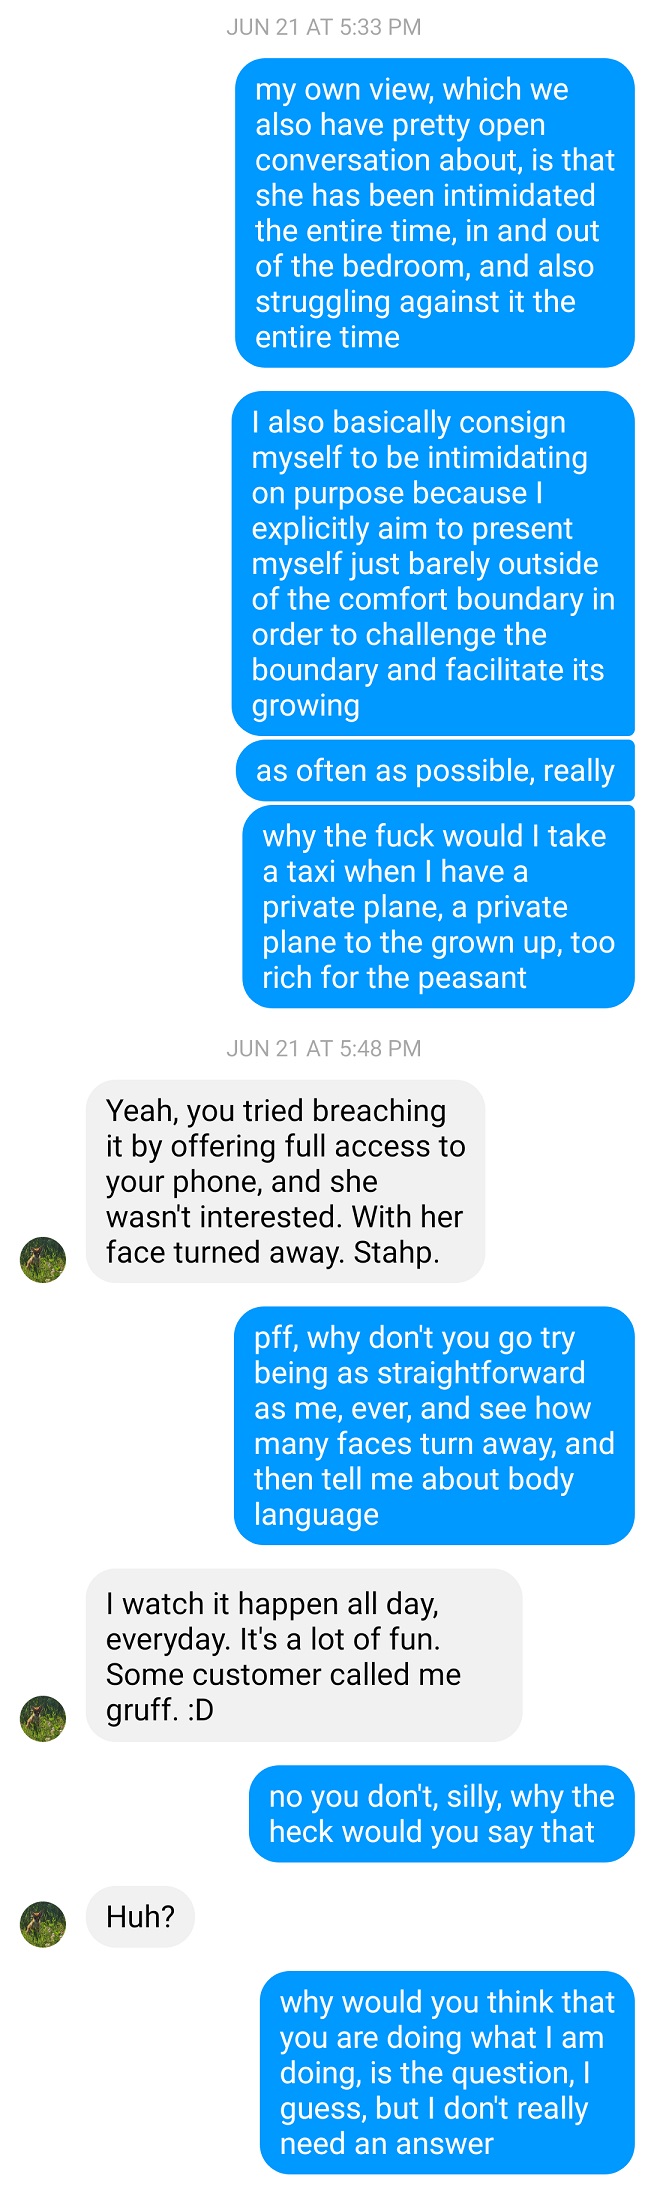 JUN 21 AT 5:33 PM
my own view, which we
also have pretty open
conversation about, is that
she has been intimidated
the entire time, in and out
of the bedroom, and also
struggling against it the
entire time
I also basically consign
myself to be intimidating
on purpose because I
explicitly aim to present
myself just barely outside
of the comfort boundary in
order to challenge the
boundary and facilitate its
growing
as often as possible, really
why the fuck would I take
a taxi when I have a
private plane, a private
plane to the grown up, too
rich for the peasant
JUN 21 AT 5:48 PM
Yeah, you tried breaching
it by offering full access to
your phone, and she
wasn't interested. With her
face turned away. Stahp.
pff, why don't you go try
being as straightforward
as me, ever, and see how
many faces turn away, and
then tell me about body
language
I watch it happen all day,
everyday. It's a lot of fun.
Some customer called me
gruff. :D
no you don't, silly, why the
heck would you say that
Huh?
why would you think that
you are doing what I am
doing, is the question, I
guess, but I don't really
need an answer